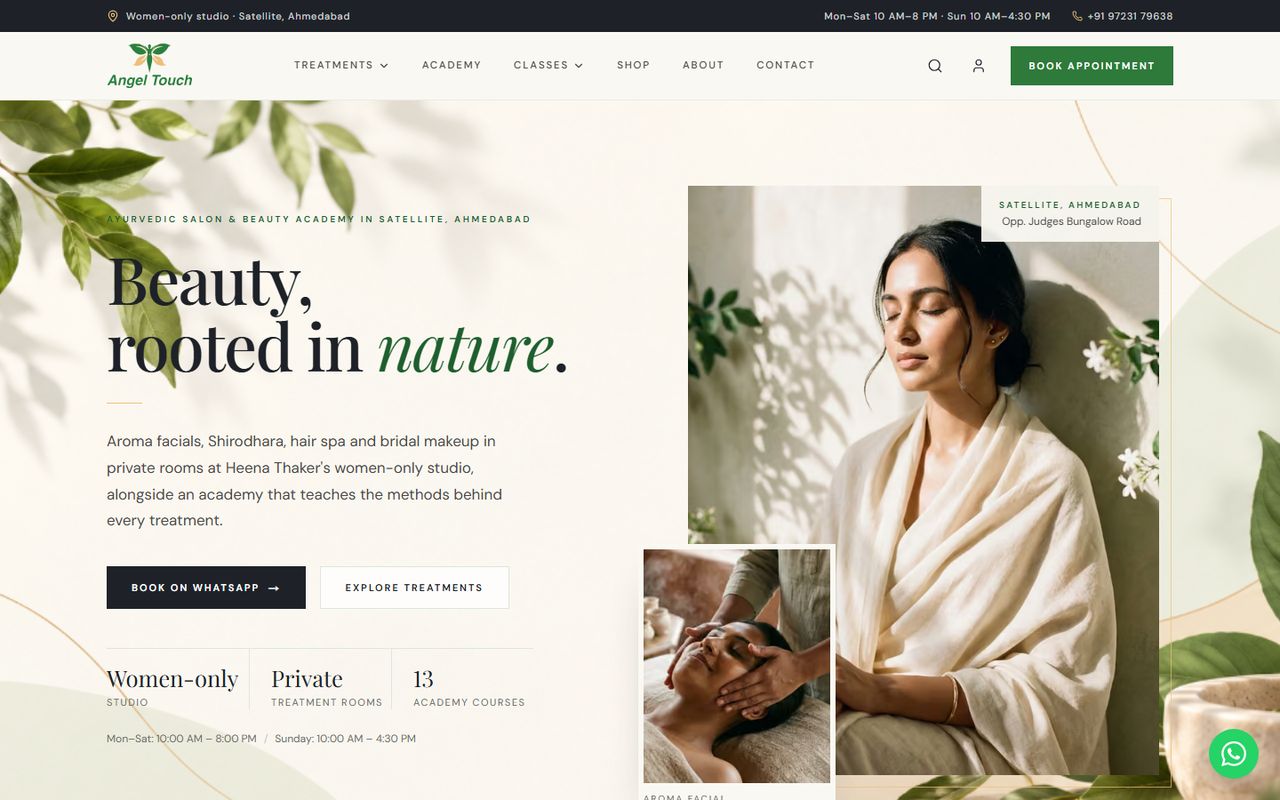 Women-only studio · Satellite, Ahmedabad
Mon–Sat 10 AM–8 PM · Sun 10 AM–4:30 PM
+91 97231 79638
Angel Touch
TREATMENTS
ACADEMY
CLASSES
SHOP
ABOUT
CONTACT
BOOK APPOINTMENT
AYURVEDIC SALON & BEAUTY ACADEMY IN SATELLITE, AHMEDABAD
Beauty,
rooted in nature.
Aroma facials, Shirodhara, hair spa and bridal makeup in
private rooms at Heena Thaker's women-only studio,
alongside an academy that teaches the methods behind
every treatment.
BOOK ON WHATSAPP →
EXPLORE TREATMENTS
Women-only
STUDIO
Private
TREATMENT ROOMS
13
ACADEMY COURSES
Mon–Sat: 10:00 AM – 8:00 PM / Sunday: 10:00 AM – 4:30 PM
SATELLITE, AHMEDABAD
Opp. Judges Bungalow Road
AROMA FACIAL